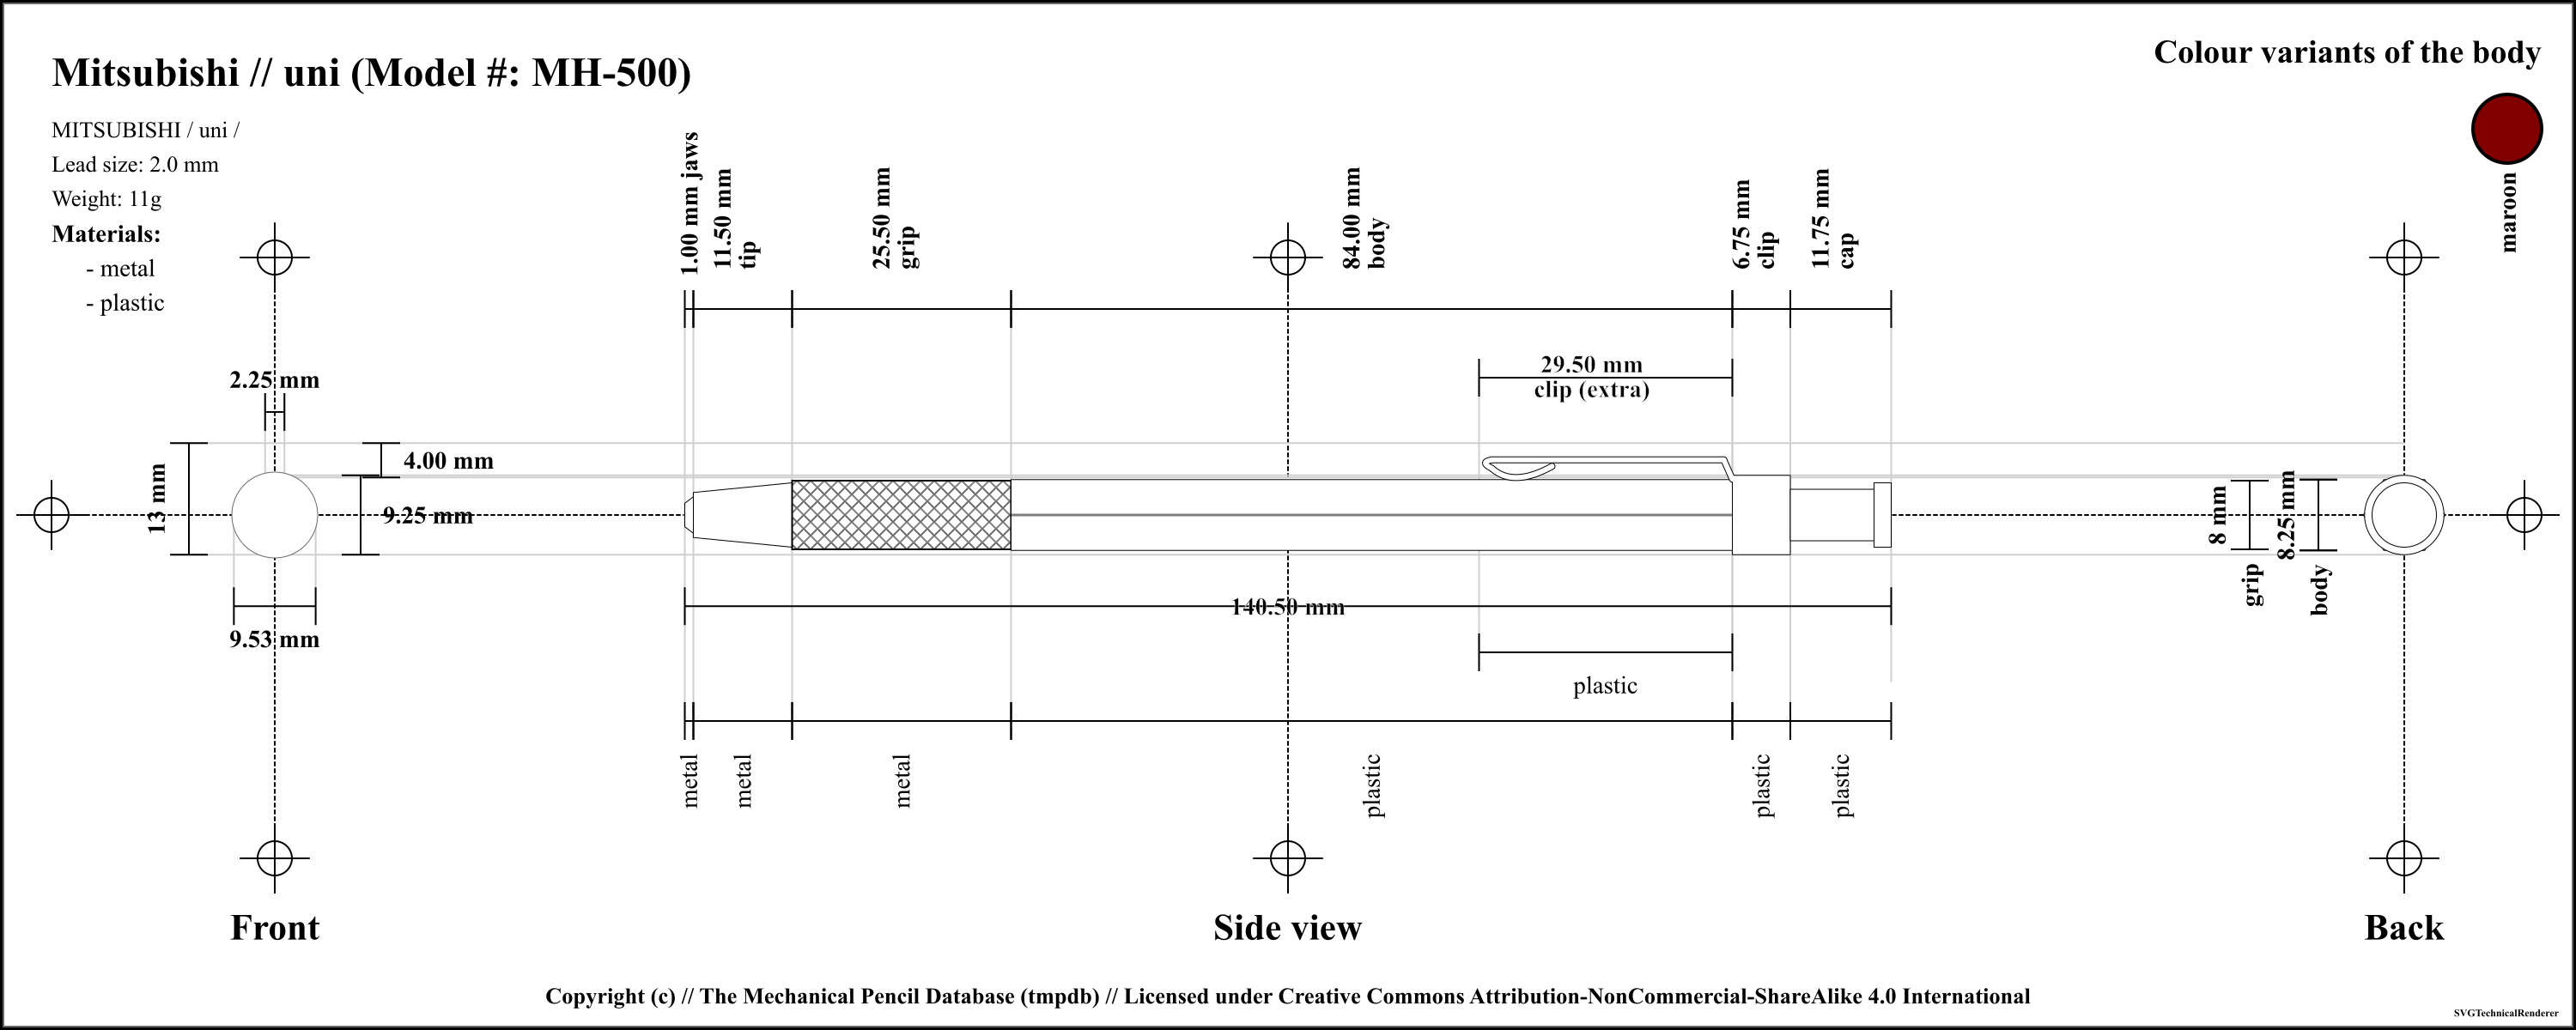 Mitsubishi // uni (Model #: MH-500)
Colour variants of the body
MITSUBISHI / uni /
Lead size: 2.0 mm
Weight: 11g
Materials:
- metal
- plastic
maroon
1.00 mm jaws
11.50 mm
tip
25.50 mm
grip
84.00 mm
body
6.75 mm
clip
11.75 mm
cap
29.50 mm
clip (extra)
2.25 mm
4.00 mm
13 mm
9.25 mm
9.53 mm
8 mm
grip
8.25 mm
body
140.50 mm
plastic
metal
metal
metal
plastic
plastic
plastic
Front
Side view
Back
Copyright (c) // The Mechanical Pencil Database (tmpdb) // Licensed under Creative Commons Attribution-NonCommercial-ShareAlike 4.0 International
SVGTechnicalRenderer